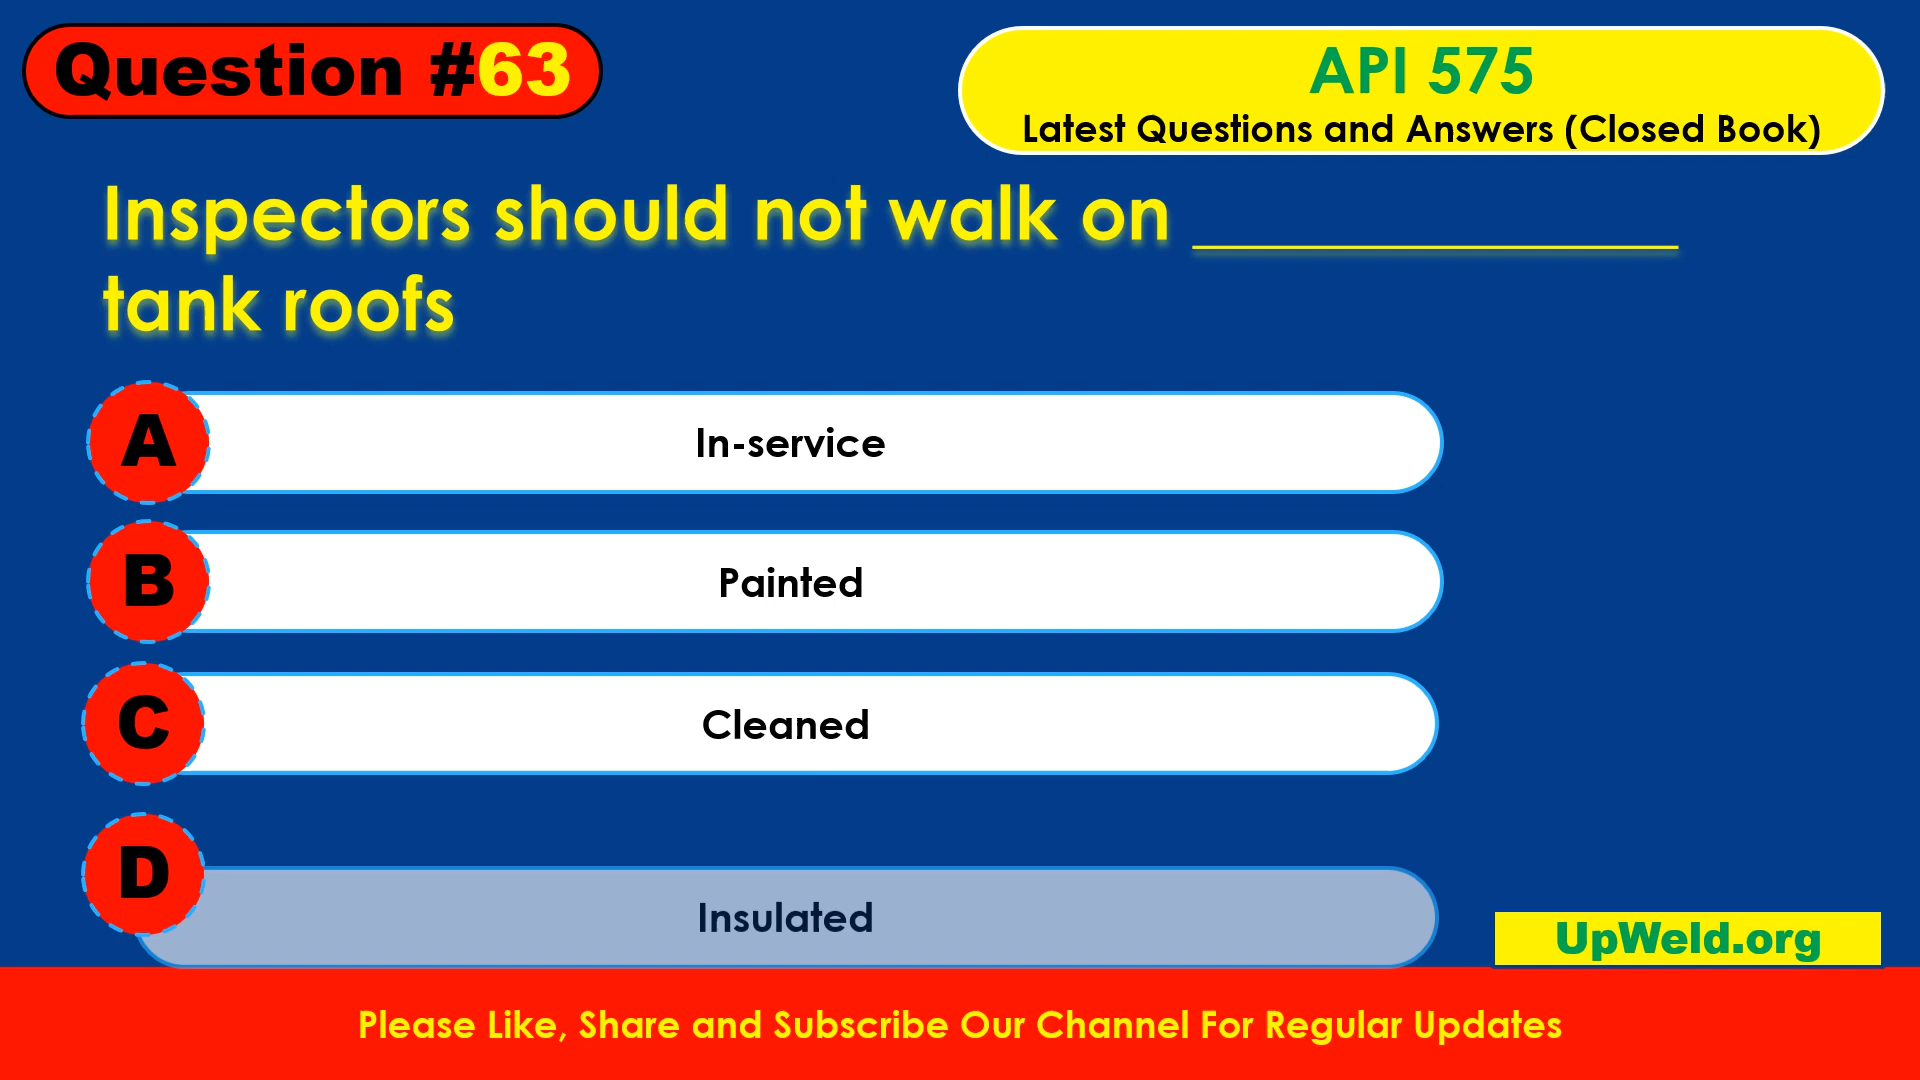 Question #63
API 575
Latest Questions and Answers (Closed Book)
Inspectors should not walk on _______________
tank roofs
A
In-service
B
Painted
C
Cleaned
D
Insulated
UpWeld.org
Please Like, Share and Subscribe Our Channel For Regular Updates